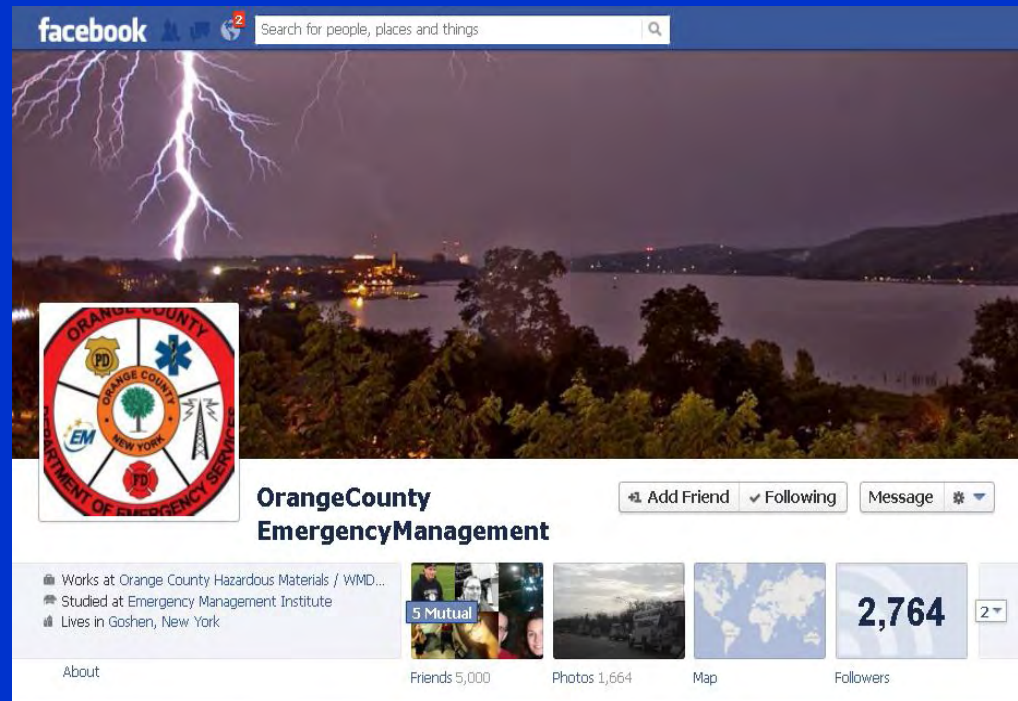 facebook
2
Search for people, places and things
ORANGE COUNTY
PD
ORANGE COUNTY
NEW YORK
EM
FD
DEPARTMENT OF EMERGENCY SERVICES
OrangeCounty
EmergencyManagement
+1 Add Friend
Following
Message
Works at Orange County Hazardous Materials / WMD...
Studied at Emergency Management Institute
Lives in Goshen, New York
About
5 Mutual
2,764
2
Friends 5,000
Photos 1,664
Map
Followers